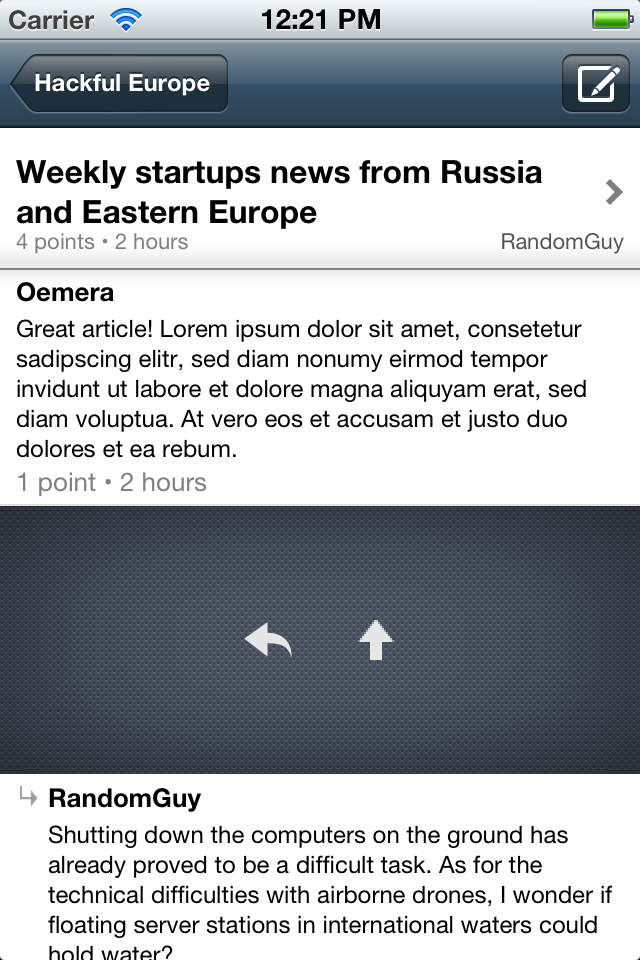 Carrier 12:21 PM
Hackful Europe
Weekly startups news from Russia
and Eastern Europe
4 points • 2 hours RandomGuy
Oemera
Great article! Lorem ipsum dolor sit amet, consetetur
sadipscing elitr, sed diam nonumy eirmod tempor
invidunt ut labore et dolore magna aliquyam erat, sed
diam voluptua. At vero eos et accusam et justo duo
dolores et ea rebum.
1 point • 2 hours
RandomGuy
Shutting down the computers on the ground has
already proved to be a difficult task. As for the
technical difficulties with airborne drones, I wonder if
floating server stations in international waters could
hold water?